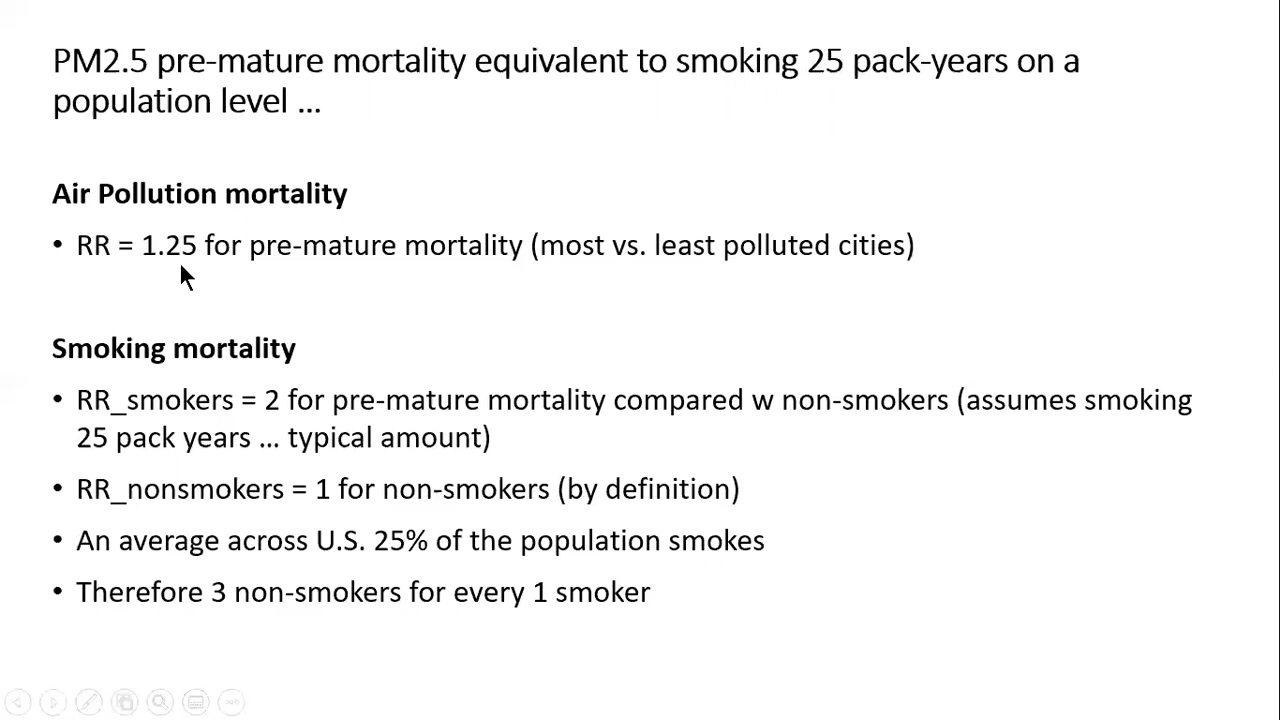 PM2.5 pre-mature mortality equivalent to smoking 25 pack-years on a
population level ...
Air Pollution mortality
• RR = 1.25 for pre-mature mortality (most vs. least polluted cities)
Smoking mortality
• RR_smokers = 2 for pre-mature mortality compared w non-smokers (assumes smoking
25 pack years ... typical amount)
• RR_nonsmokers = 1 for non-smokers (by definition)
• An average across U.S. 25% of the population smokes
• Therefore 3 non-smokers for every 1 smoker